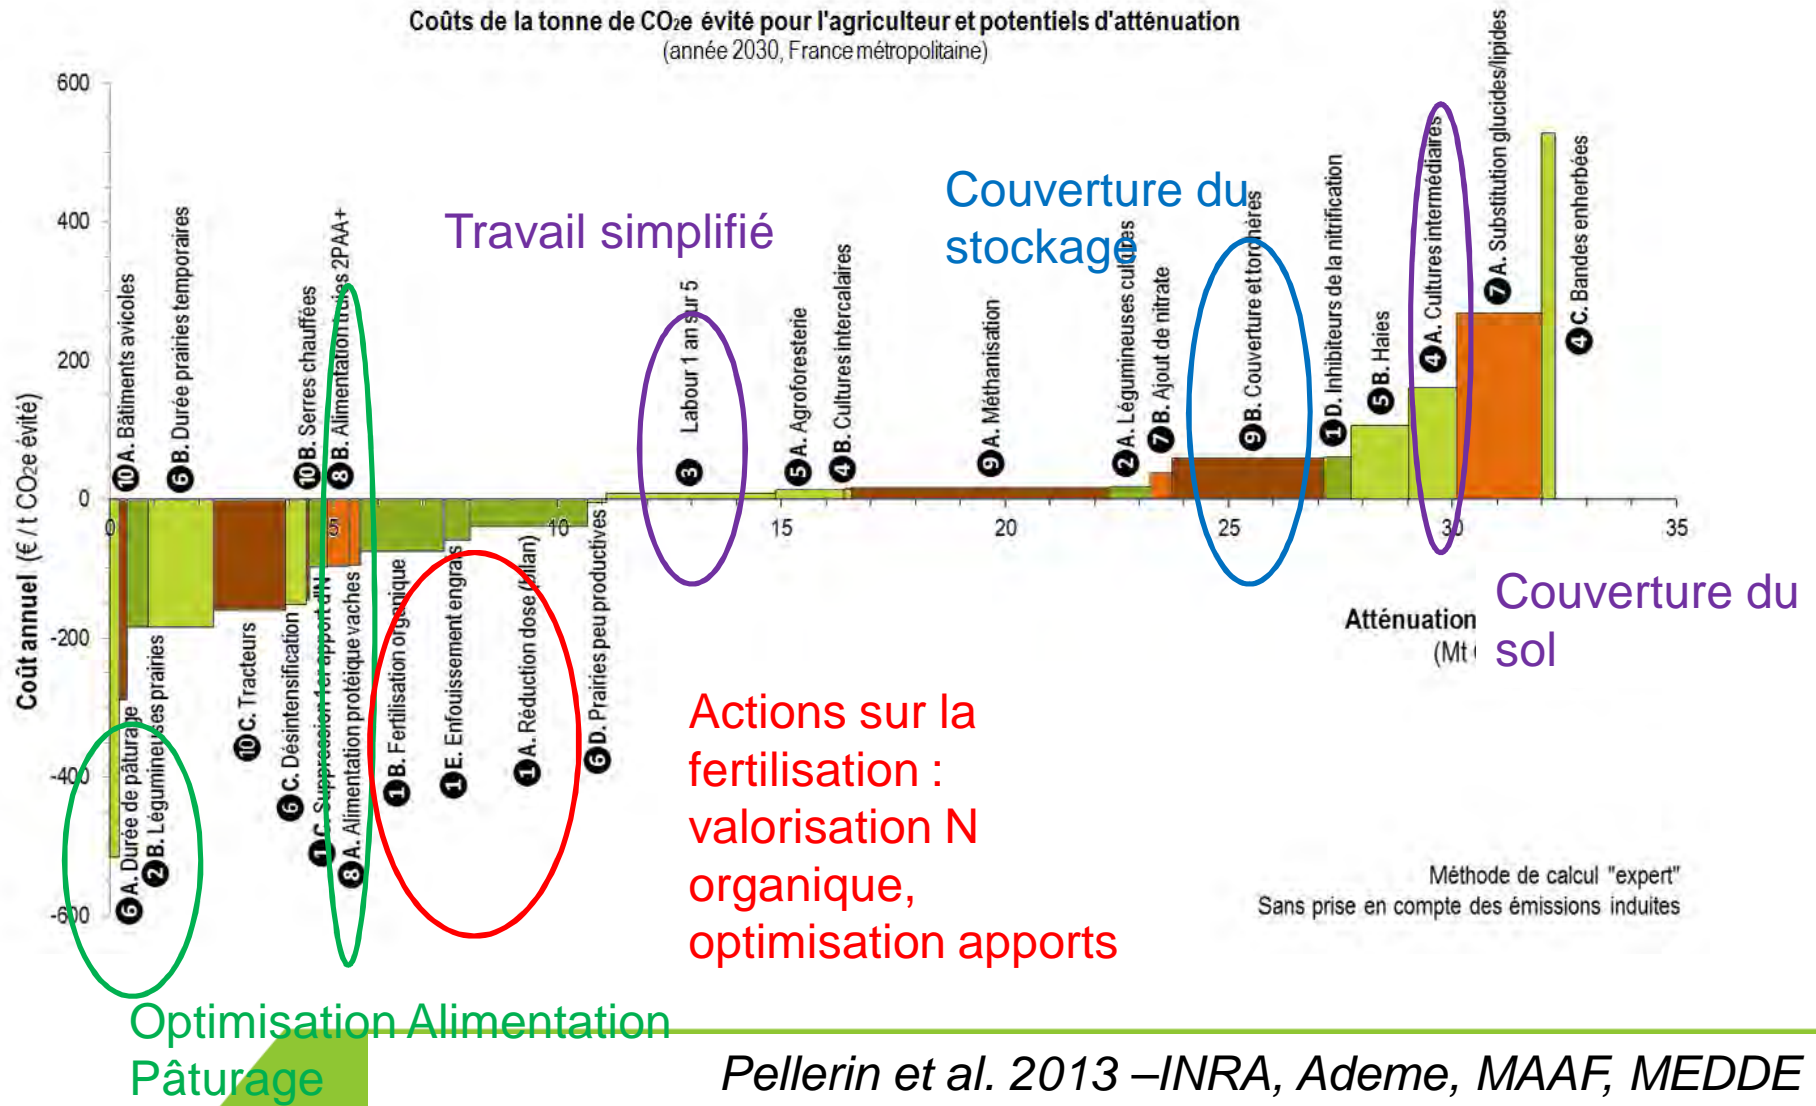 Coûts de la tonne de CO2e évité pour l'agriculteur et potentiels d'atténuation
(année 2030, France métropolitaine)
Coût annuel (€ / t CO2e évité)
600
400
200
0
-200
-400
-600
0
5
10
15
20
25
30
35
10 A. Bâtiments avicoles
6 B. Durée prairies temporaires
10 B. Serres chauffées
8 B. Alimentation truies 2PAA+
3 Labour 1 an sur 5
5 A. Agroforesterie
4 B. Cultures intercalaires
9 A. Méthanisation
2 A. Légumineuses cultures
7 B. Ajout de nitrate
9 B. Couverture et torchères
1 D. Inhibiteurs de la nitrification
5 B. Haies
4 A. Cultures intermédiaires
7 A. Substitution glucides/lipides
4 C. Bandes enherbées
6 A. Durée de pâturage
2 B. Légumineuses prairies
10 C. Tracteurs
6 C. Désintensification
1 C. Suppression 1er apport d'N
8 A. Alimentation protéique vaches
1 B. Fertilisation organique
1 E. Enfouissement engrais
1 A. Réduction dose (bilan)
6 D. Prairies peu productives
Travail simplifié
Couverture du
stockage
Atténuation
(Mt
Couverture du
sol
Actions sur la
fertilisation :
valorisation N
organique,
optimisation apports
Méthode de calcul "expert"
Sans prise en compte des émissions induites
Optimisation Alimentation
Pâturage
Pellerin et al. 2013 –INRA, Ademe, MAAF, MEDDE